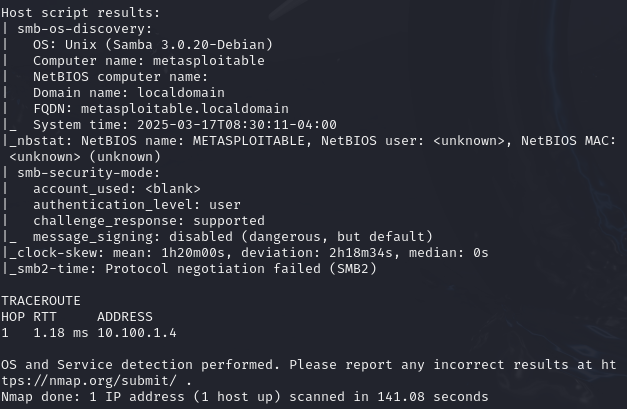 Host script results:
| smb-os-discovery:
|   OS: Unix (Samba 3.0.20-Debian)
|   Computer name: metasploitable
|   NetBIOS computer name:
|   Domain name: localdomain
|   FQDN: metasploitable.localdomain
|_  System time: 2025-03-17T08:30:11-04:00
|_nbstat: NetBIOS name: METASPLOITABLE, NetBIOS user: <unknown>, NetBIOS MAC:
 <unknown> (unknown)
| smb-security-mode:
|   account_used: <blank>
|   authentication_level: user
|   challenge_response: supported
|_  message_signing: disabled (dangerous, but default)
|_clock-skew: mean: 1h20m00s, deviation: 2h18m34s, median: 0s
|_smb2-time: Protocol negotiation failed (SMB2)

TRACEROUTE
HOP RTT     ADDRESS
1   1.18 ms 10.100.1.4

OS and Service detection performed. Please report any incorrect results at ht
tps://nmap.org/submit/ .
Nmap done: 1 IP address (1 host up) scanned in 141.08 seconds